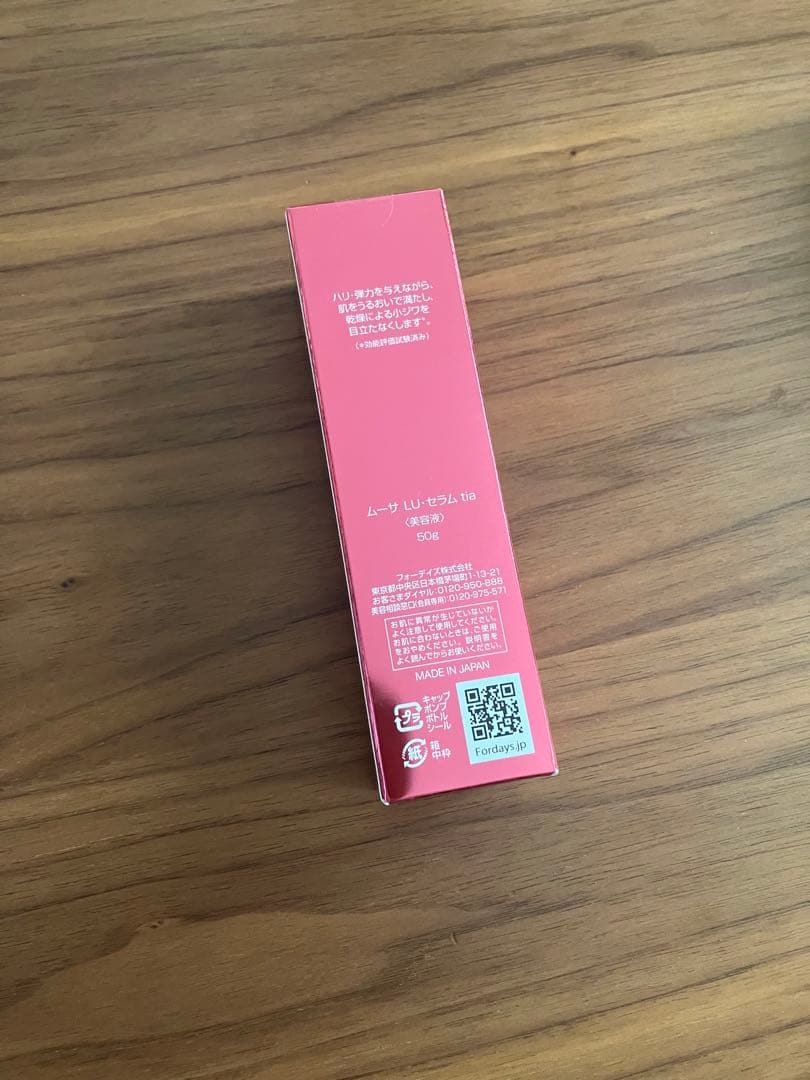 ハリ・弾力を与えながら、
肌をうるおいで満たし、
乾燥による小ジワを
目立たなくします*。
(*効能評価試験済み)
ムーサ LU・セラム tia
〈美容液〉
50g
フォーデイズ株式会社
東京都中央区日本橋茅場町1-13-21
お客さまダイヤル：0120-950-888
美容相談窓口(会員専用)：0120-975-571
お肌に異常が生じていないか
よく注意して使用してください。
お肌に合わないときは、ご使用
をおやめください。説明書を
よく読んでからお使いください。
MADE IN JAPAN
プラ
キャップ
ポンプ
ボトル
シール
紙
箱
中枠
Fordays.jp